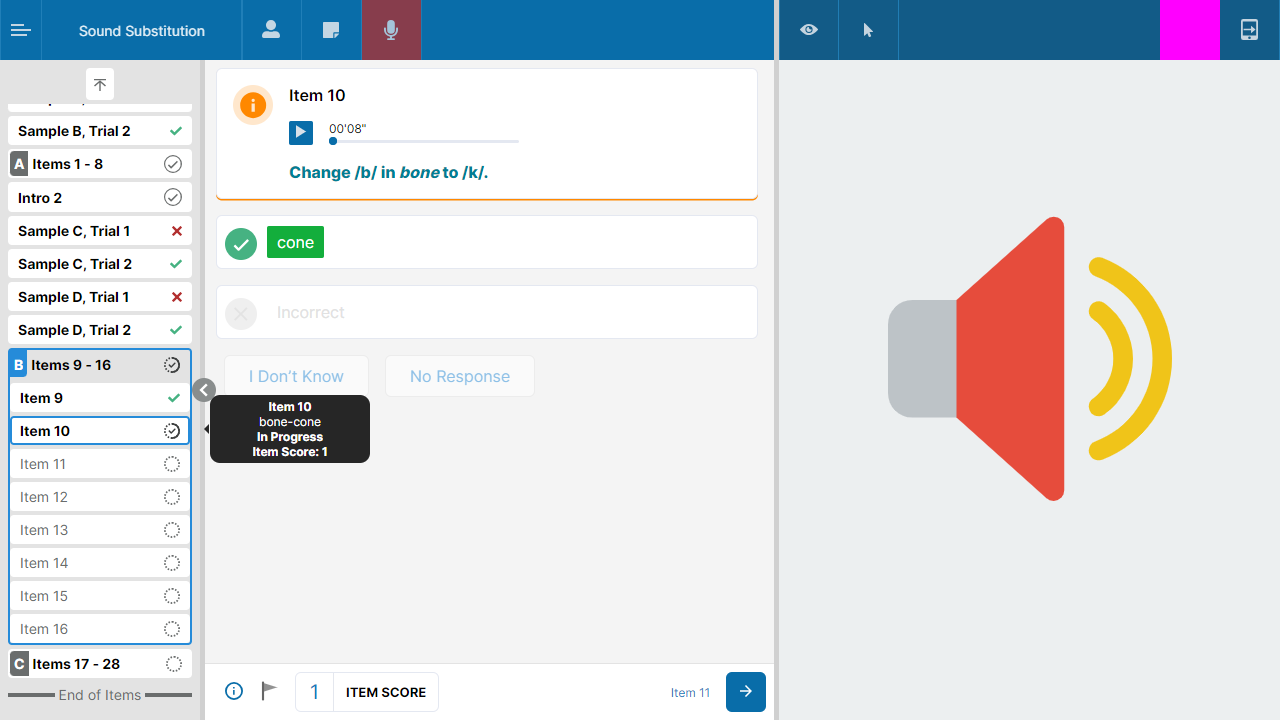 Sound Substitution
Sample B, Trial 2
A Items 1 - 8
Intro 2
Sample C, Trial 1
Sample C, Trial 2
Sample D, Trial 1
Sample D, Trial 2
B Items 9 - 16
Item 9
Item 10
Item 11
Item 12
Item 13
Item 14
Item 15
Item 16
C Items 17 - 28
End of Items
Item 10
00'08"
Change /b/ in bone to /k/.
cone
Incorrect
I Don't Know
No Response
Item 10
bone-cone
In Progress
Item Score: 1
1 ITEM SCORE
Item 11